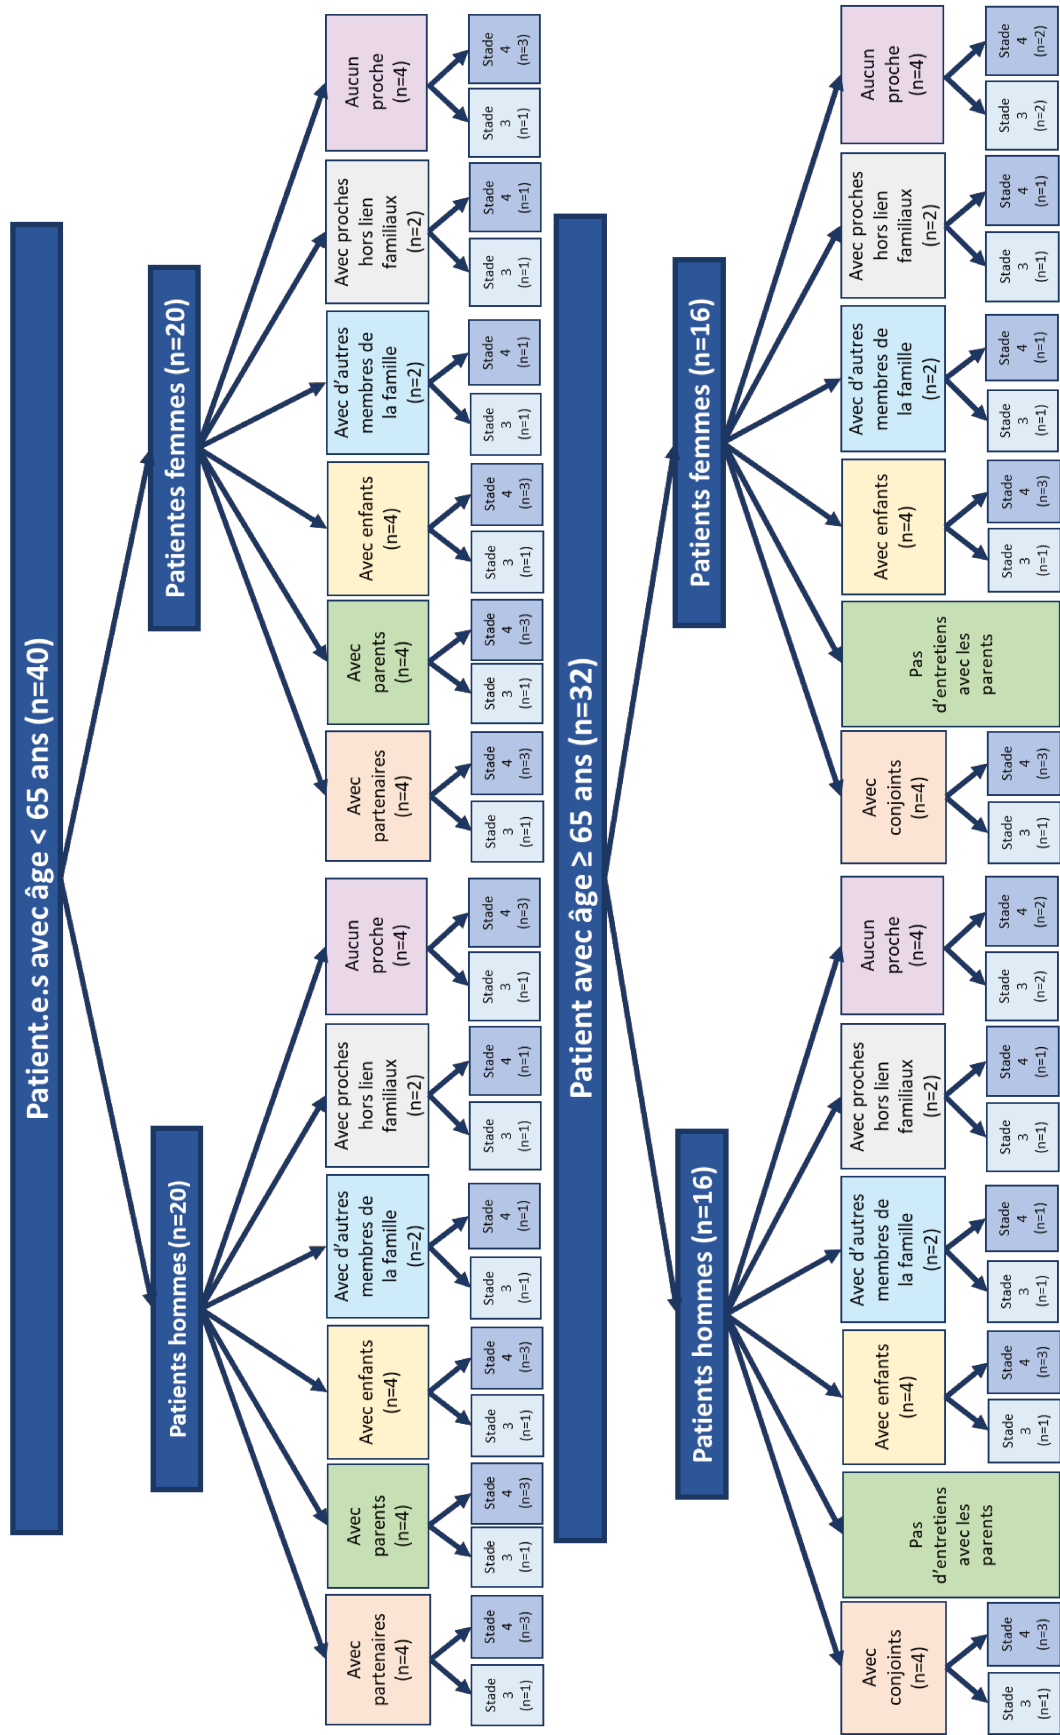 Patient.e.s avec âge < 65 ans (n=40)
Patients hommes (n=20)
Patientes femmes (n=20)
Avec
partenaires
(n=4)
Avec
parents
(n=4)
Avec enfants
(n=4)
Avec d'autres
membres de
la famille
(n=2)
Avec proches
hors lien
familiaux
(n=2)
Aucun
proche
(n=4)
Avec
partenaires
(n=4)
Avec
parents
(n=4)
Avec enfants
(n=4)
Avec d'autres
membres de
la famille
(n=2)
Avec proches
hors lien
familiaux
(n=2)
Aucun
proche
(n=4)
Stade
3
(n=1)
Stade
4
(n=3)
Stade
3
(n=1)
Stade
4
(n=3)
Stade
3
(n=1)
Stade
4
(n=3)
Stade
3
(n=1)
Stade
4
(n=1)
Stade
3
(n=1)
Stade
4
(n=1)
Stade
3
(n=1)
Stade
4
(n=3)
Stade
3
(n=1)
Stade
4
(n=3)
Stade
3
(n=1)
Stade
4
(n=3)
Stade
3
(n=1)
Stade
4
(n=3)
Stade
3
(n=1)
Stade
4
(n=1)
Stade
3
(n=1)
Stade
4
(n=1)
Stade
3
(n=1)
Stade
4
(n=3)
Patient avec âge ≥ 65 ans (n=32)
Patients hommes (n=16)
Patients femmes (n=16)
Avec
conjoints
(n=4)
Pas
d'entretiens
avec les
parents
Avec enfants
(n=4)
Avec d'autres
membres de
la famille
(n=2)
Avec proches
hors lien
familiaux
(n=2)
Aucun
proche
(n=4)
Avec
conjoints
(n=4)
Pas
d'entretiens
avec les
parents
Avec enfants
(n=4)
Avec d'autres
membres de
la famille
(n=2)
Avec proches
hors lien
familiaux
(n=2)
Aucun
proche
(n=4)
Stade
3
(n=1)
Stade
4
(n=3)
Stade
3
(n=1)
Stade
4
(n=3)
Stade
3
(n=1)
Stade
4
(n=1)
Stade
3
(n=1)
Stade
4
(n=1)
Stade
3
(n=2)
Stade
4
(n=2)
Stade
3
(n=1)
Stade
4
(n=3)
Stade
3
(n=1)
Stade
4
(n=3)
Stade
3
(n=1)
Stade
4
(n=1)
Stade
3
(n=1)
Stade
4
(n=1)
Stade
3
(n=2)
Stade
4
(n=2)